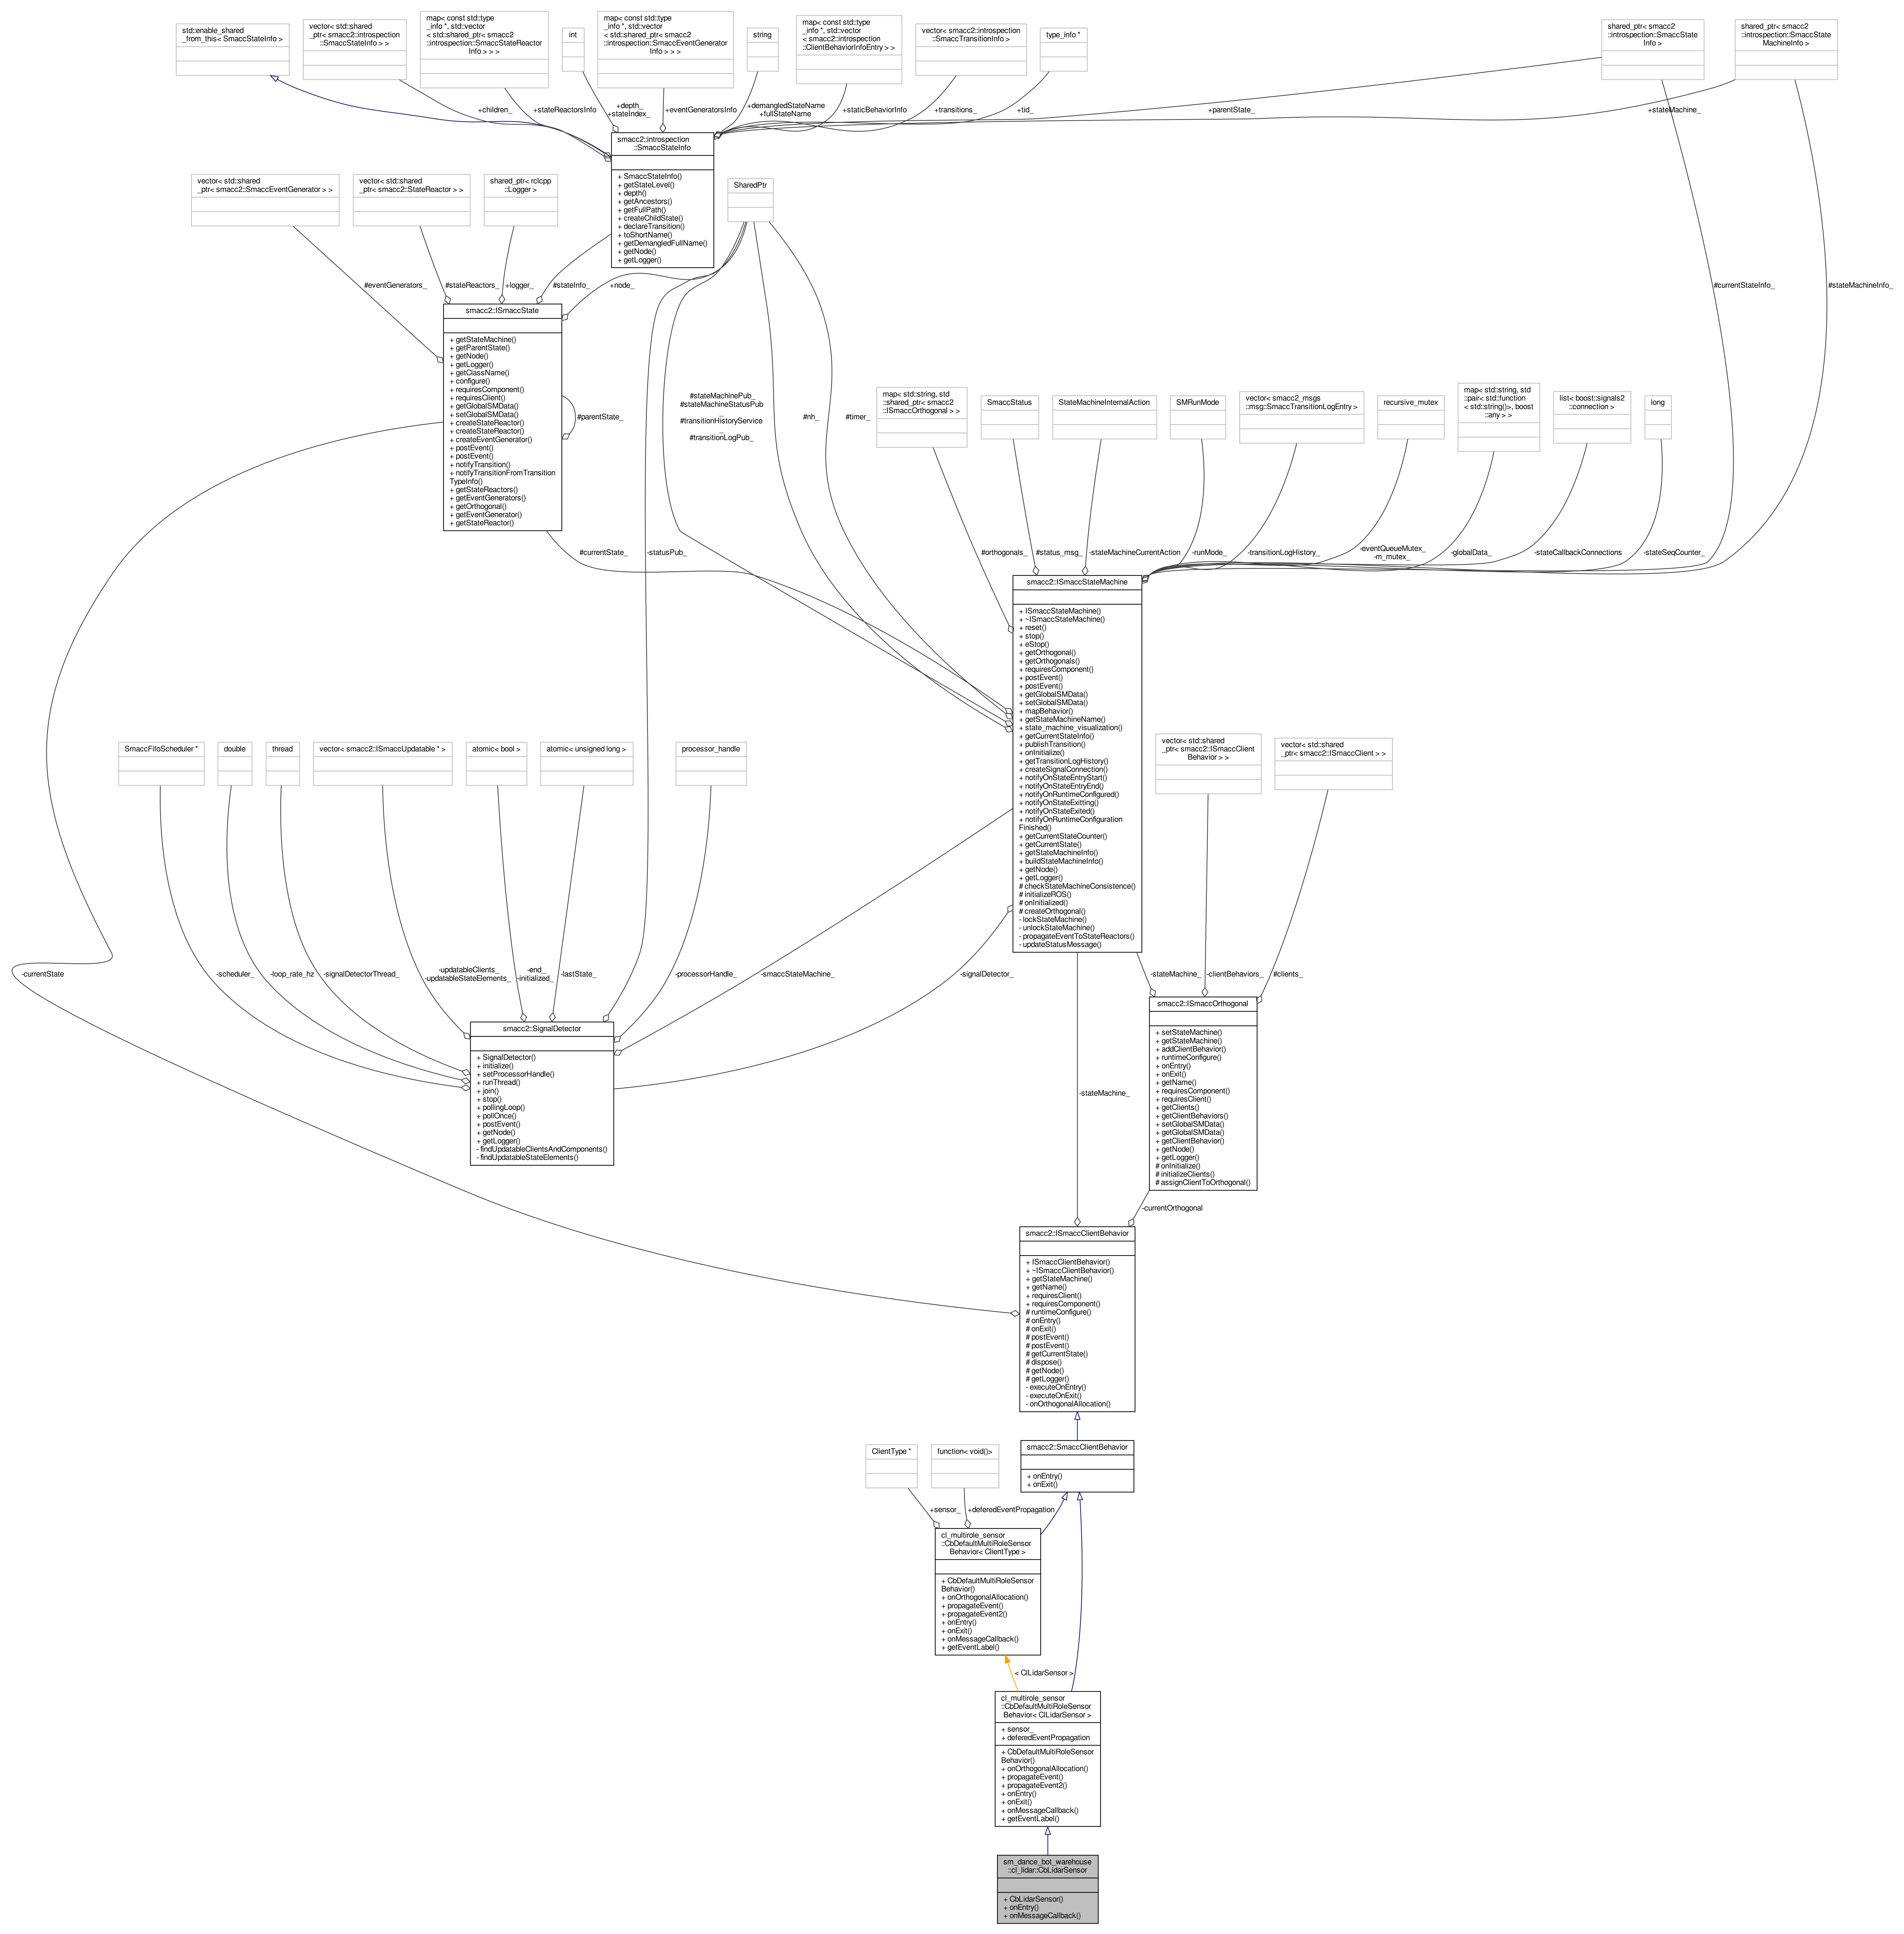 std::enable_shared
_from_this< SmaccStateInfo >
vector< std::shared
_ptr< smacc2::introspection
::SmaccStateInfo > >
map< const std::type
_info *, std::vector
< std::shared_ptr< smacc2
::introspection::SmaccStateReactor
Info > > >
int
map< const std::type
_info *, std::vector
< std::shared_ptr< smacc2
::introspection::SmaccEventGenerator
Info > > >
string
map< const std::type
_info *, std::vector
< smacc2::introspection
::ClientBehaviorInfoEntry > >
vector< smacc2::introspection
::SmaccTransitionInfo >
type_info *
shared_ptr< smacc2
::introspection::SmaccState
Info >
shared_ptr< smacc2
::introspection::SmaccState
MachineInfo >
+children_
+stateReactorsInfo
+depth_
+stateIndex_
+eventGeneratorsInfo
+demangledStateName
+fullStateName
+staticBehaviorInfo
+transitions_
+tid_
+parentState_
+stateMachine_
smacc2::introspection
::SmaccStateInfo
+ SmaccStateInfo()
+ getStateLevel()
+ depth()
+ getAncestors()
+ getFullPath()
+ createChildState()
+ declareTransition()
+ toShortName()
+ getDemangledFullName()
+ getNode()
+ getLogger()
vector< std::shared
_ptr< smacc2::SmaccEventGenerator > >
vector< std::shared
_ptr< smacc2::StateReactor > >
shared_ptr< rclcpp
::Logger >
SharedPtr
#eventGenerators_
#stateReactors_
+logger_
#stateInfo_
+node_
#currentStateInfo_
#stateMachineInfo_
smacc2::ISmaccState
+ getStateMachine()
+ getParentState()
+ getNode()
+ getLogger()
+ getClassName()
+ configure()
+ requiresComponent()
+ requiresClient()
+ getGlobalSMData()
+ setGlobalSMData()
+ createStateReactor()
+ createStateReactor()
+ createEventGenerator()
+ postEvent()
+ postEvent()
+ notifyTransition()
+ notifyTransitionFromTransition
TypeInfo()
+ getStateReactors()
+ getEventGenerators()
+ getOrthogonal()
+ getEventGenerator()
+ getStateReactor()
#parentState_
#stateMachinePub_
#stateMachineStatusPub
_
#transitionHistoryService
_
#transitionLogPub_
#nh_
#timer_
map< std::string, std
::shared_ptr< smacc2
::ISmaccOrthogonal > >
SmaccStatus
StateMachineInternalAction
SMRunMode
vector< smacc2_msgs
::msg::SmaccTransitionLogEntry >
recursive_mutex
map< std::string, std
::pair< std::function
< std::string()>, boost
::any > >
list< boost::signals2
::connection >
long
#currentState_
-statusPub_
#orthogonals_
#status_msg_
-stateMachineCurrentAction
-runMode_
-transitionLogHistory_
-eventQueueMutex_
-m_mutex_
-globalData_
-stateCallbackConnections
-stateSeqCounter_
smacc2::ISmaccStateMachine
+ ISmaccStateMachine()
+ ~ISmaccStateMachine()
+ reset()
+ stop()
+ eStop()
+ getOrthogonal()
+ getOrthogonals()
+ requiresComponent()
+ postEvent()
+ postEvent()
+ getGlobalSMData()
+ setGlobalSMData()
+ mapBehavior()
+ getStateMachineName()
+ state_machine_visualization()
+ getCurrentStateInfo()
+ publishTransition()
+ onInitialize()
+ getTransitionLogHistory()
+ createSignalConnection()
+ notifyOnStateEntryStart()
+ notifyOnStateEntryEnd()
+ notifyOnRuntimeConfigured()
+ notifyOnStateExitting()
+ notifyOnStateExited()
+ notifyOnRuntimeConfiguration
Finished()
+ getCurrentStateCounter()
+ getCurrentState()
+ getStateMachineInfo()
+ buildStateMachineInfo()
+ getNode()
+ getLogger()
# checkStateMachineConsistence()
# initializeROS()
# onInitialized()
# createOrthogonal()
- lockStateMachine()
- unlockStateMachine()
- propagateEventToStateReactors()
- updateStatusMessage()
SmaccFifoScheduler *
double
thread
vector< smacc2::ISmaccUpdatable * >
atomic< bool >
atomic< unsigned long >
processor_handle
vector< std::shared
_ptr< smacc2::ISmaccClient
Behavior > >
vector< std::shared
_ptr< smacc2::ISmaccClient > >
-currentState
-scheduler_
-loop_rate_hz
-signalDetectorThread_
-updatableClients_
-updatableStateElements_
-end_
-initialized_
-lastState_
-processorHandle_
-smaccStateMachine_
-signalDetector_
-stateMachine_
-clientBehaviors_
#clients_
smacc2::SignalDetector
+ SignalDetector()
+ initialize()
+ setProcessorHandle()
+ runThread()
+ join()
+ stop()
+ pollingLoop()
+ pollOnce()
+ postEvent()
+ getNode()
+ getLogger()
- findUpdatableClientsAndComponents()
- findUpdatableStateElements()
smacc2::ISmaccOrthogonal
+ setStateMachine()
+ getStateMachine()
+ addClientBehavior()
+ runtimeConfigure()
+ onEntry()
+ onExit()
+ getName()
+ requiresComponent()
+ requiresClient()
+ getClients()
+ getClientBehaviors()
+ setGlobalSMData()
+ getGlobalSMData()
+ getClientBehavior()
+ getNode()
+ getLogger()
# onInitialize()
# initializeClients()
# assignClientToOrthogonal()
-stateMachine_
-currentOrthogonal
smacc2::ISmaccClientBehavior
+ ISmaccClientBehavior()
+ ~ISmaccClientBehavior()
+ getStateMachine()
+ getName()
+ requiresClient()
+ requiresComponent()
# runtimeConfigure()
# onEntry()
# onExit()
# postEvent()
# postEvent()
# getCurrentState()
# dispose()
# getNode()
# getLogger()
- executeOnEntry()
- executeOnExit()
- onOrthogonalAllocation()
ClientType *
function< void()>
smacc2::SmaccClientBehavior
+ onEntry()
+ onExit()
+sensor_
+deferedEventPropagation
cl_multirole_sensor
::CbDefaultMultiRoleSensor
Behavior< ClientType >
+ CbDefaultMultiRoleSensor
Behavior()
+ onOrthogonalAllocation()
+ propagateEvent()
+ propagateEvent2()
+ onEntry()
+ onExit()
+ onMessageCallback()
+ getEventLabel()
< ClLidarSensor >
cl_multirole_sensor
::CbDefaultMultiRoleSensor
Behavior< ClLidarSensor >
+ sensor_
+ deferedEventPropagation
+ CbDefaultMultiRoleSensor
Behavior()
+ onOrthogonalAllocation()
+ propagateEvent()
+ propagateEvent2()
+ onEntry()
+ onExit()
+ onMessageCallback()
+ getEventLabel()
sm_dance_bot_warehouse
::cl_lidar::CbLidarSensor
+ CbLidarSensor()
+ onEntry()
+ onMessageCallback()